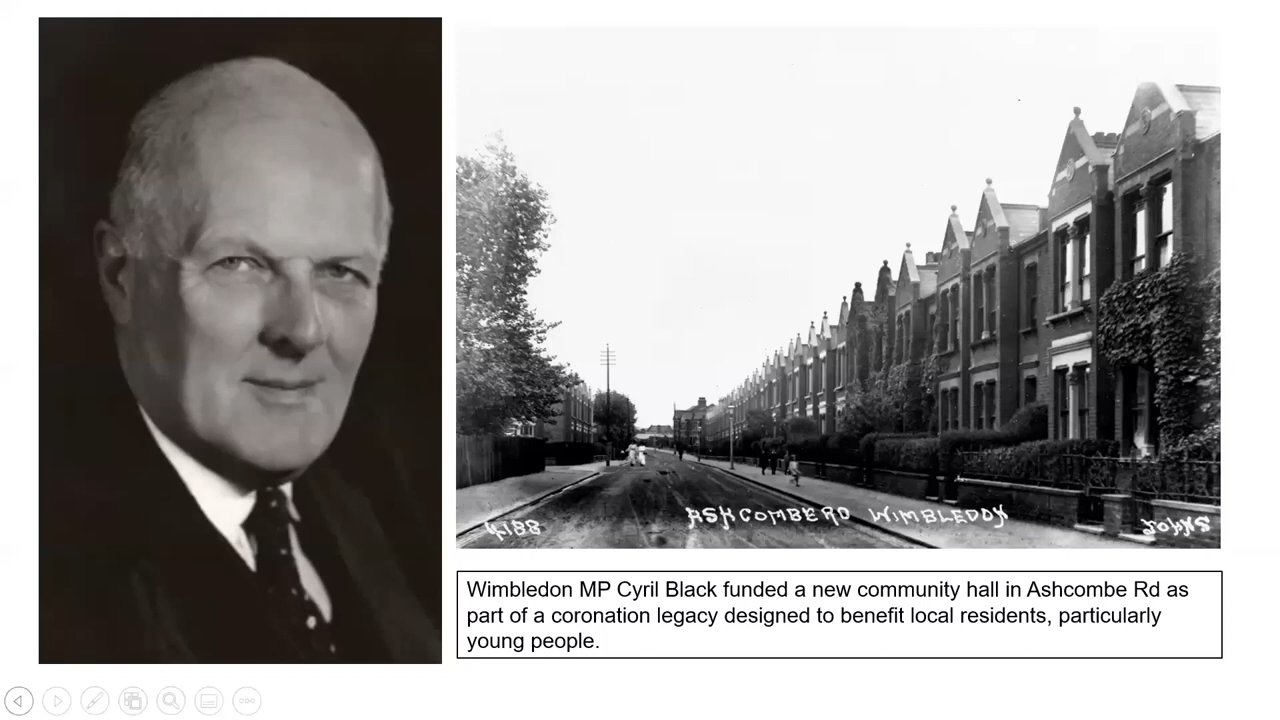 4188
ASHCOMBE RD WIMBLEDON
JOHNS
Wimbledon MP Cyril Black funded a new community hall in Ashcombe Rd as
part of a coronation legacy designed to benefit local residents, particularly
young people.